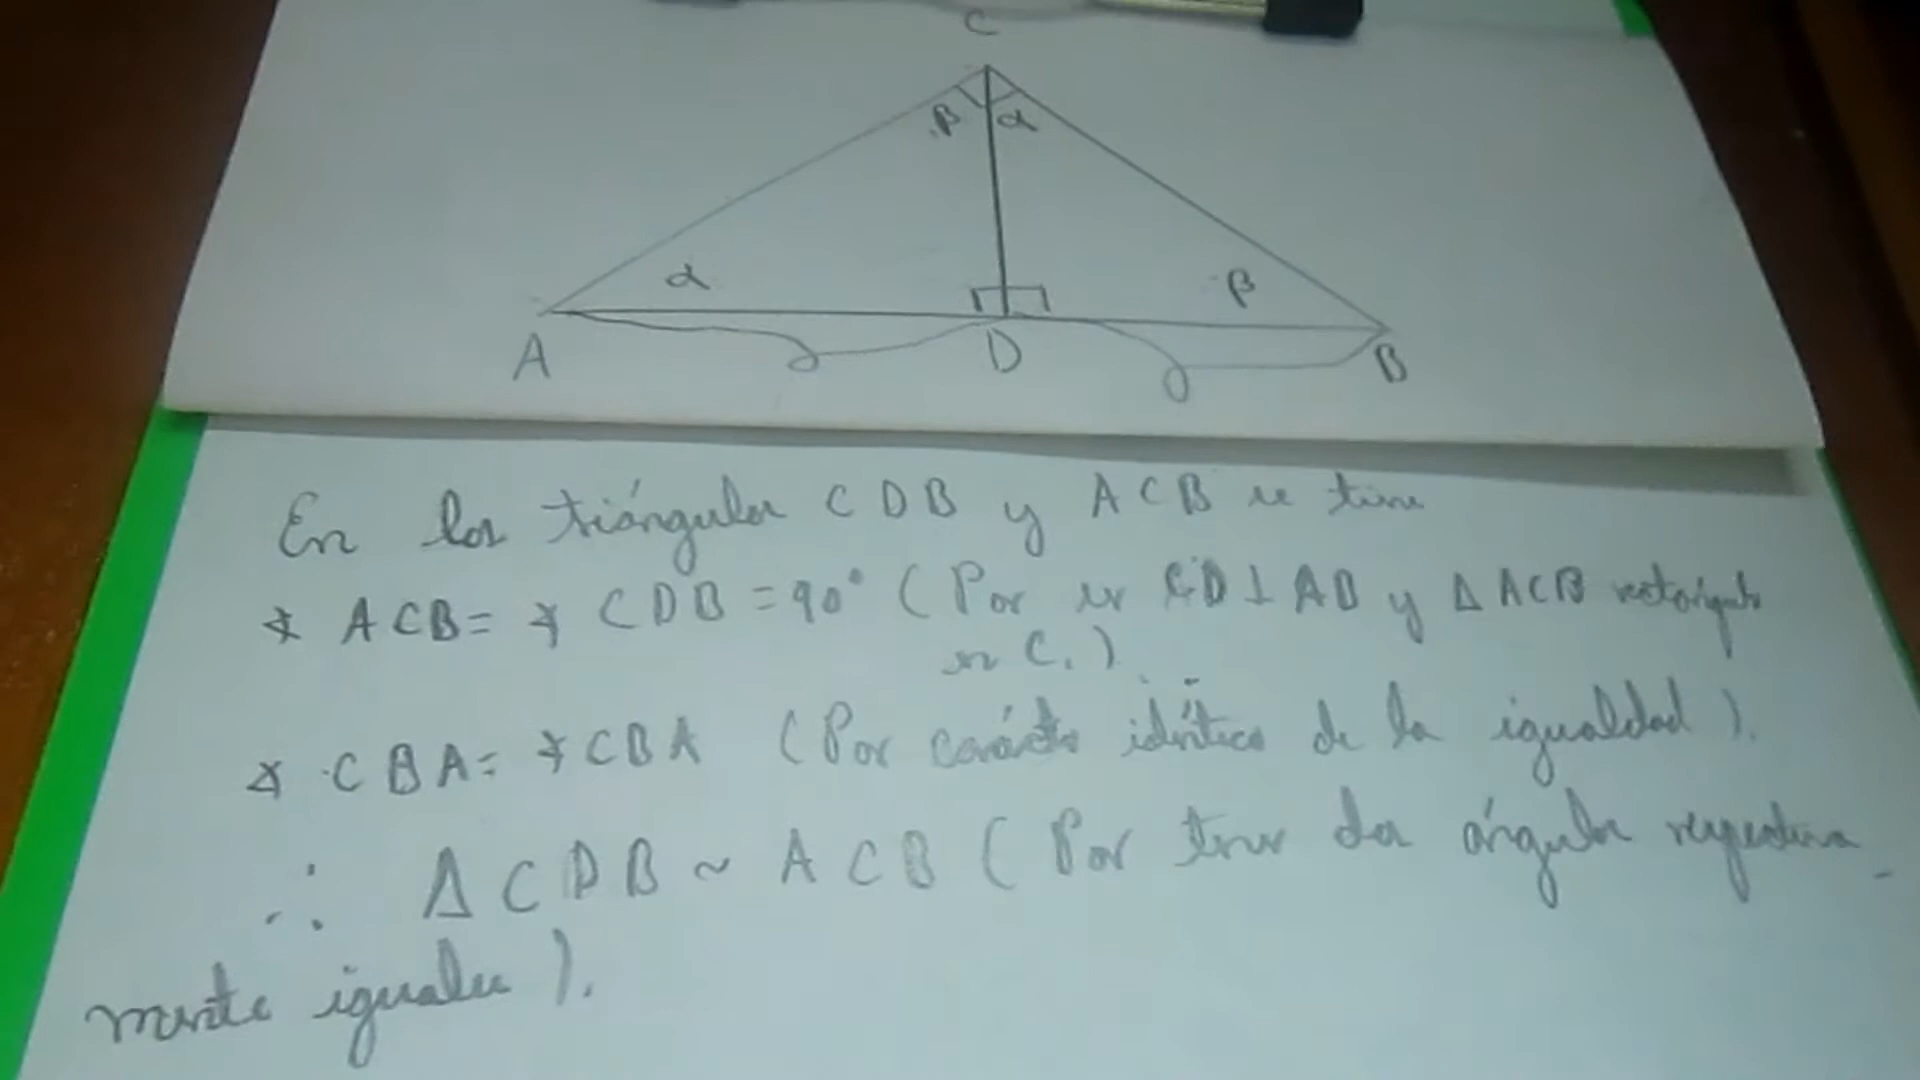 C
β α
α β
A D B
En los triángulos CDB y ACB se tiene
∢ ACB = ∢ CDB = 90° (Por ser CD ⊥ AB y Δ ACB rectángulo
en C.)
∢ CBA = ∢ CBA (Por carácter idéntico de la igualdad).
∴ Δ CDB ~ ACB (Por tener dos ángulos respectiva-
mente iguales).